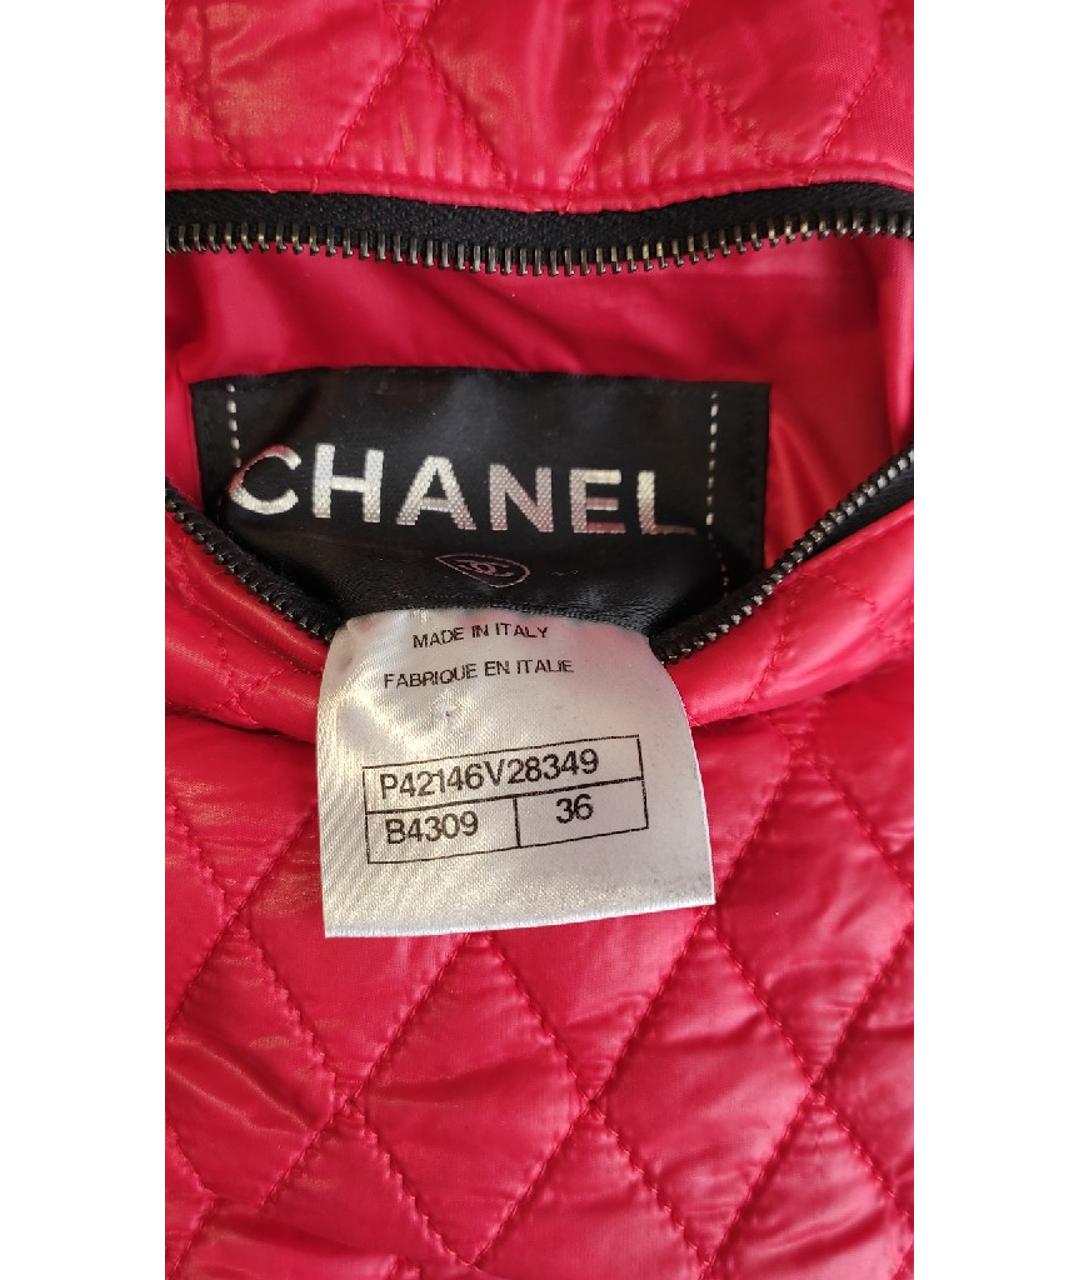 CHANEL
MADE IN ITALY
FABRIQUE EN ITALIE
P42146V28349
B4309 36